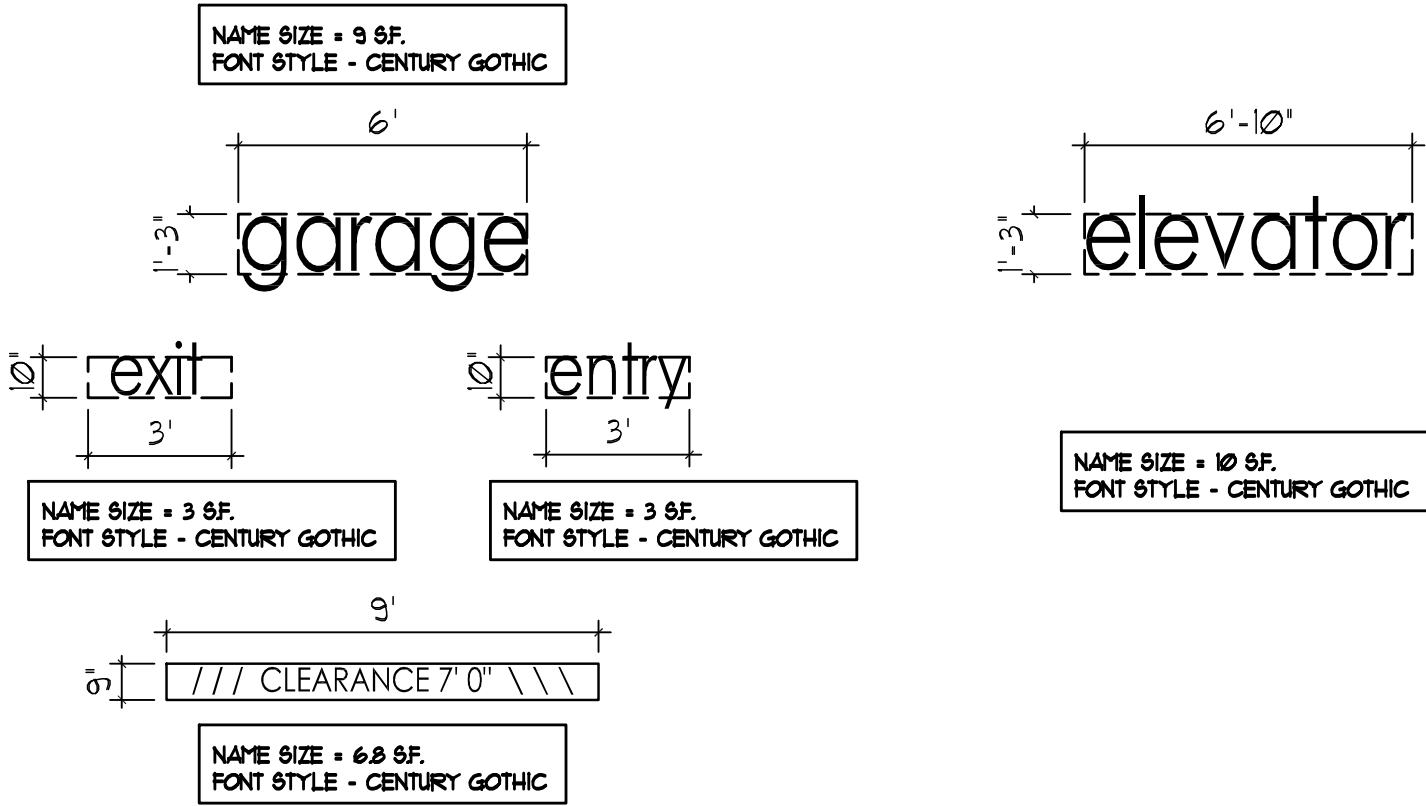 NAME SIZE = 9 S.F.
FONT STYLE - CENTURY GOTHIC
6'
1'-3"
garage
6'-10"
1'-3"
elevator
10"
exit
3'
10"
entry
3'
NAME SIZE = 3 S.F.
FONT STYLE - CENTURY GOTHIC
NAME SIZE = 3 S.F.
FONT STYLE - CENTURY GOTHIC
NAME SIZE = 10 S.F.
FONT STYLE - CENTURY GOTHIC
9'
9"
/ / / CLEARANCE 7' 0" \ \ \
NAME SIZE = 6.8 S.F.
FONT STYLE - CENTURY GOTHIC